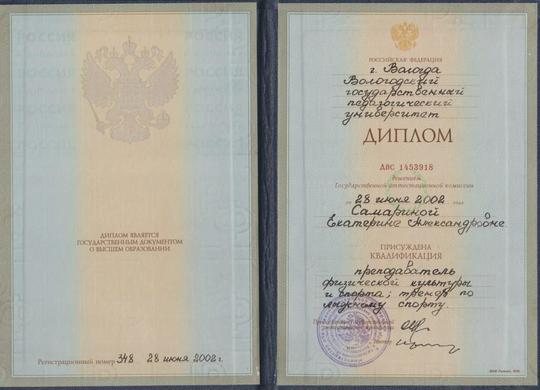 ДИПЛОМ ЯВЛЯЕТСЯ
ГОСУДАРСТВЕННЫМ ДОКУМЕНТОМ
О ВЫСШЕМ ОБРАЗОВАНИИ
Регистрационный номер 348 28 июня 2002 г.
РОССИЙСКАЯ ФЕДЕРАЦИЯ
г. Вологда
Вологодский
государственный
педагогический
университет
ДИПЛОМ
ДВС 1453918
Решением
Государственной аттестационной комиссии
от 28 июня 2002 года
Самариной
Екатерине Александровне
ПРИСУЖДЕНА
КВАЛИФИКАЦИЯ
преподаватель
физической культуры
и спорта; тренер по
лыжному спорту.